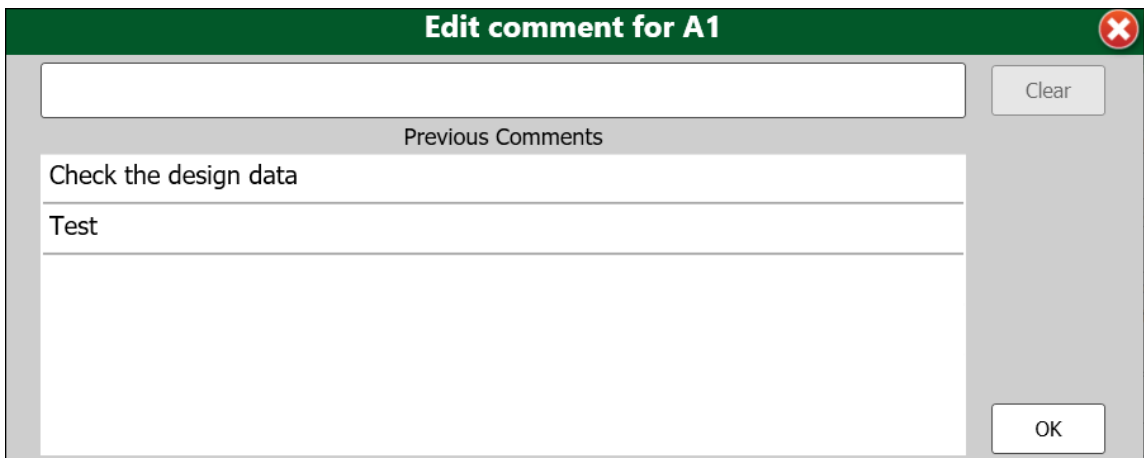 Edit comment for A1
Clear
Previous Comments
Check the design data
Test
OK